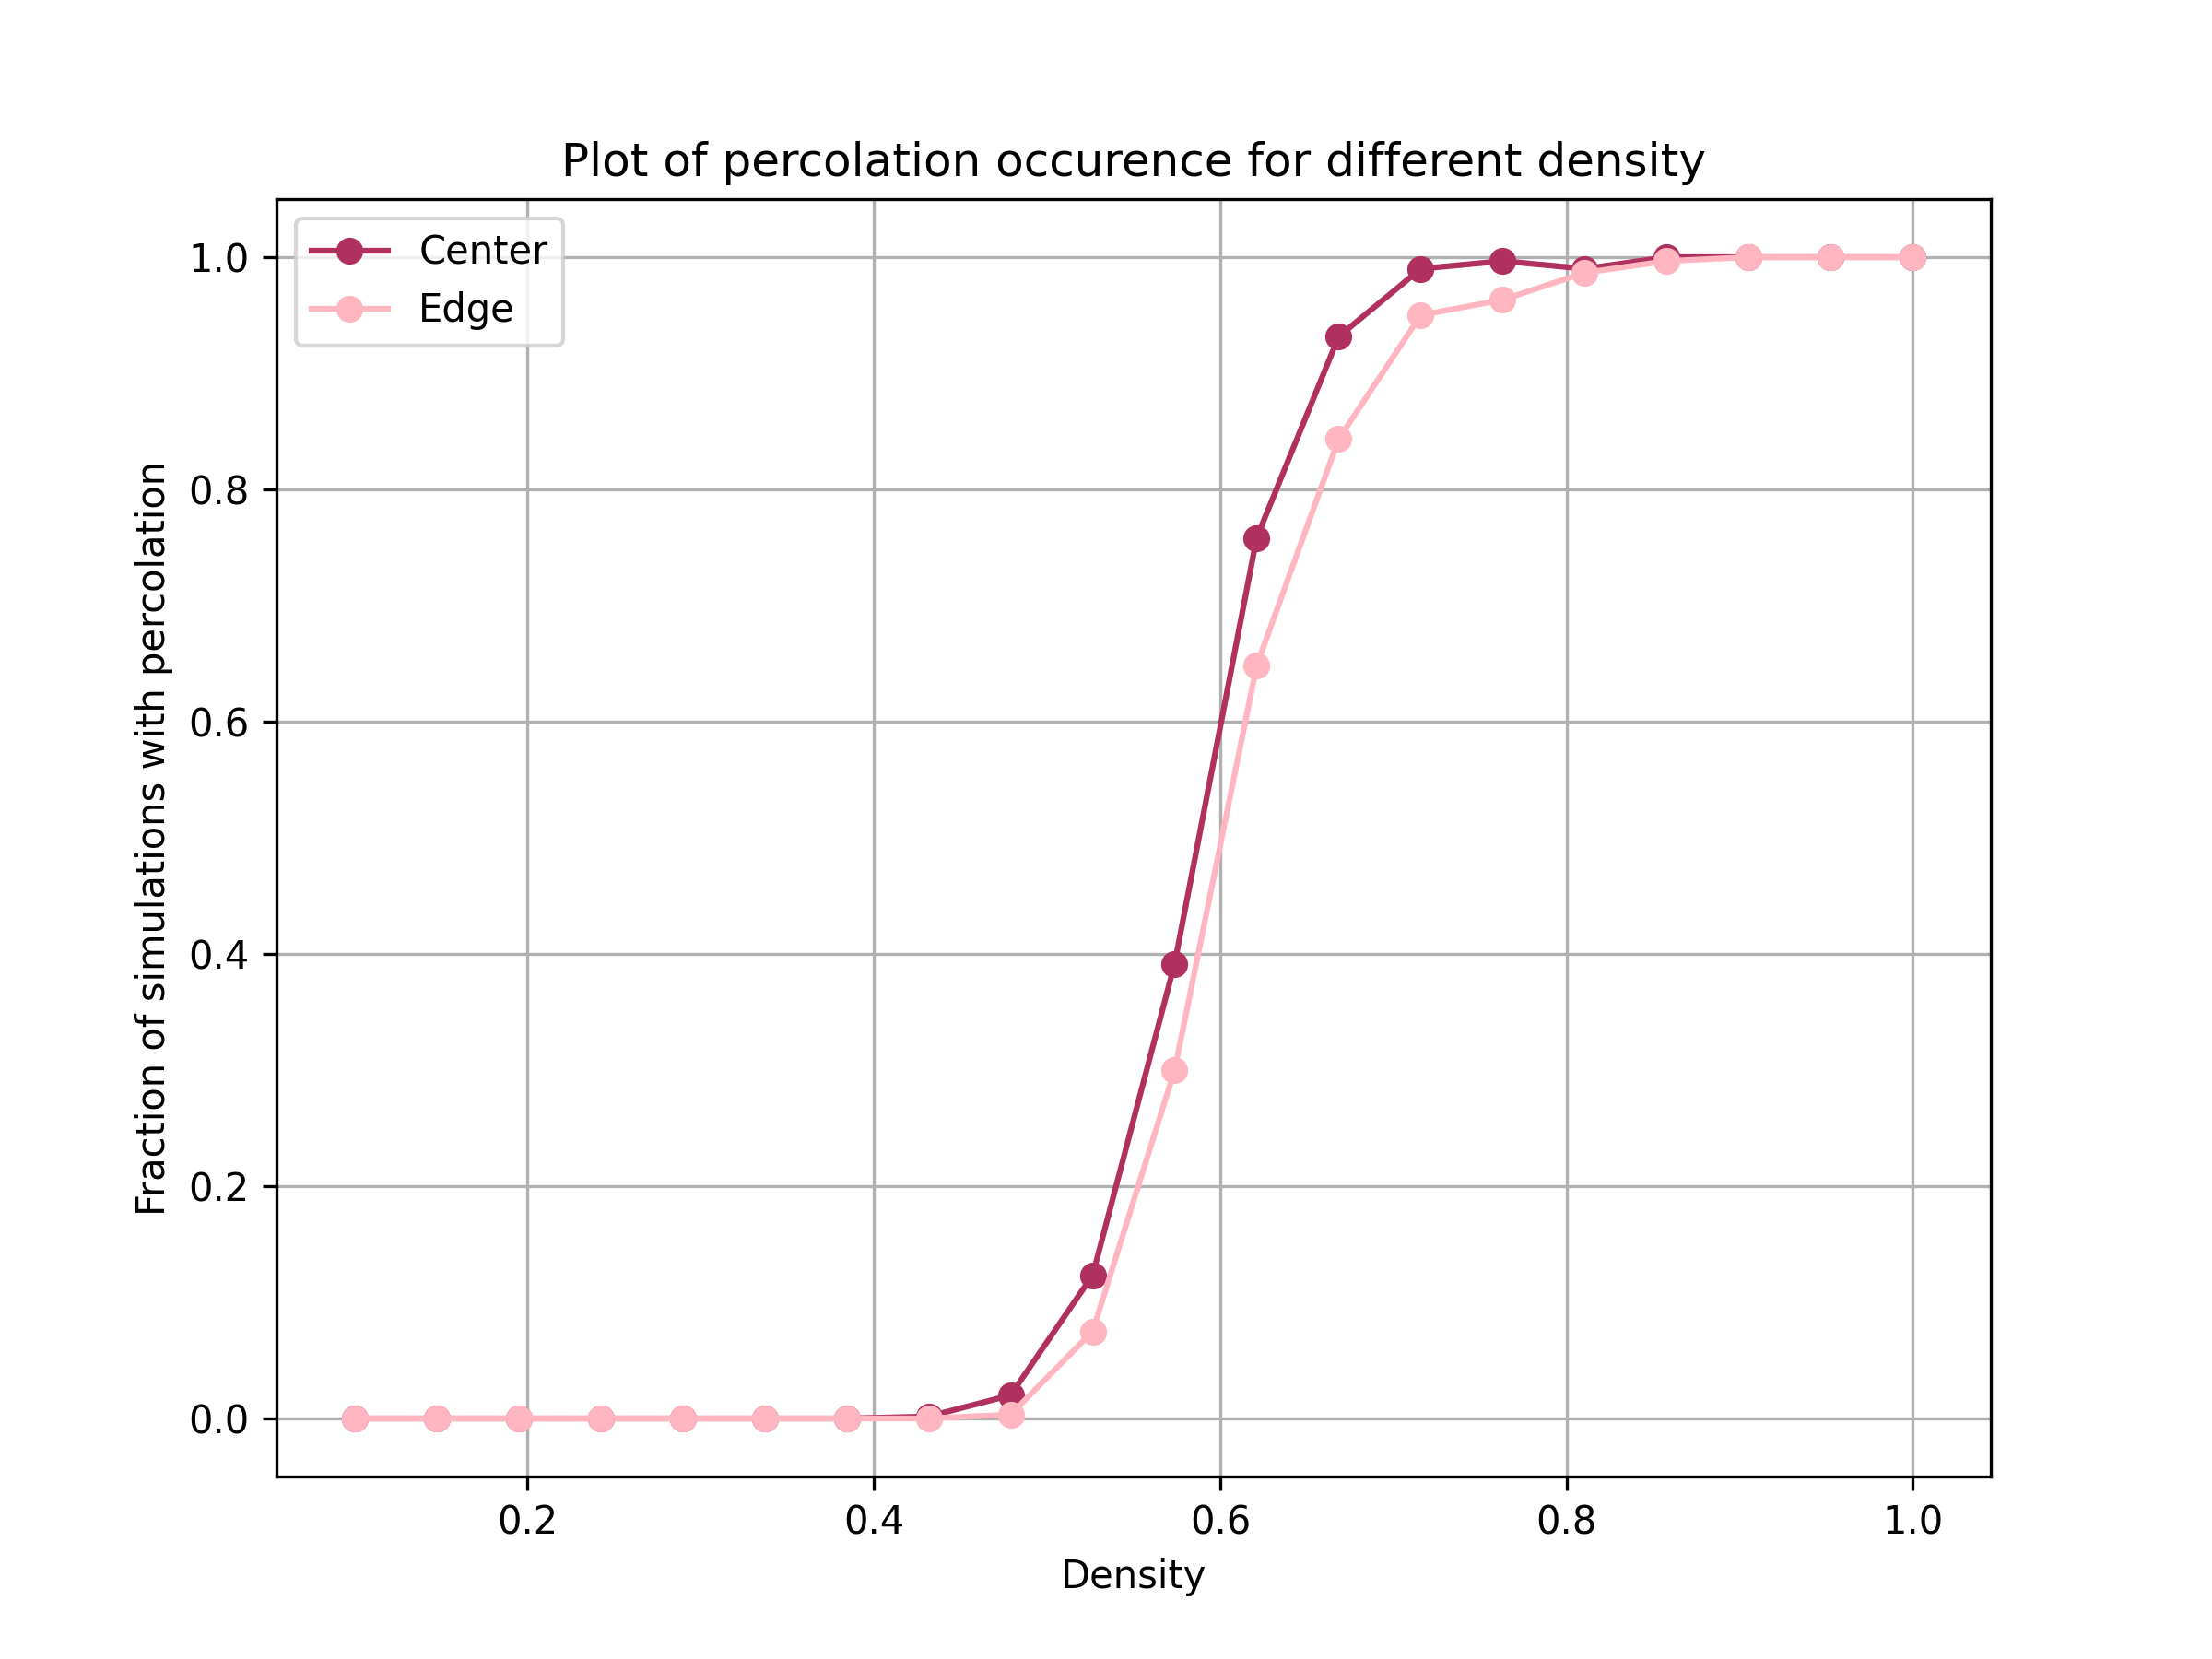 Plot of percolation occurence for different density
Center
Edge
1.0
0.8
0.6
0.4
0.2
0.0
Fraction of simulations with percolation
0.2 0.4 0.6 0.8 1.0
Density